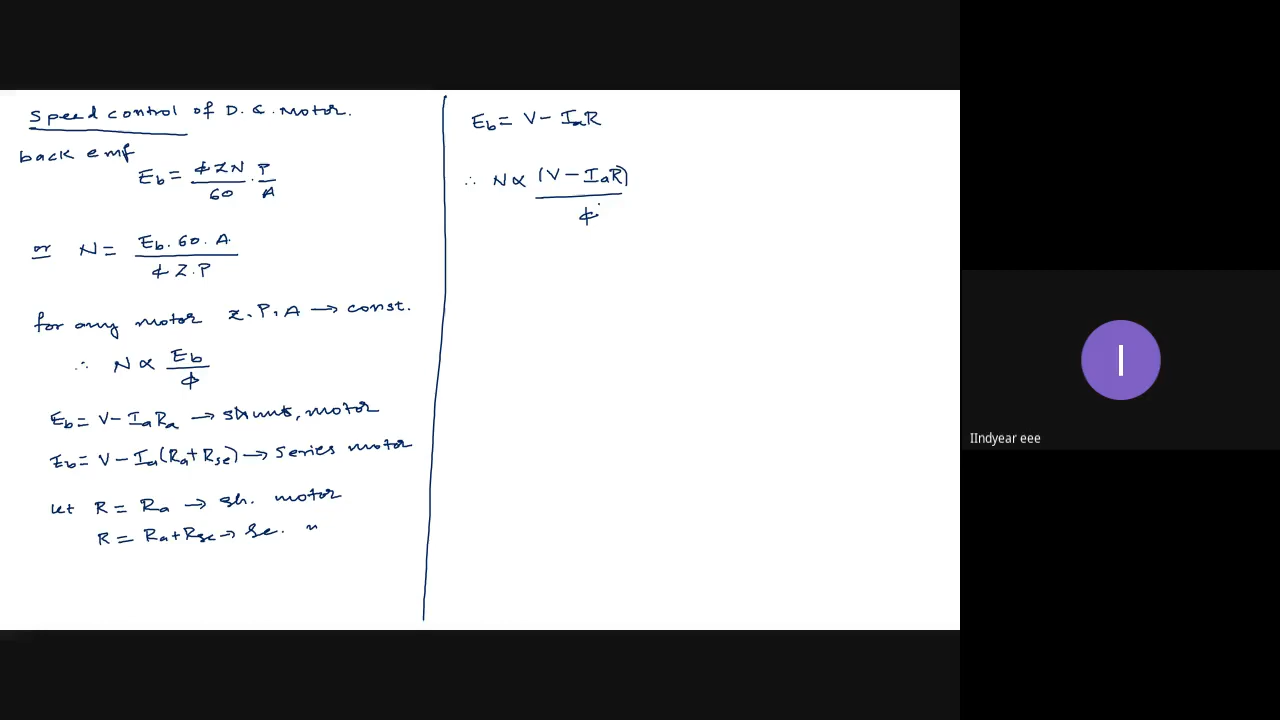 Speed control of D.C. Motor.
back emf
Eb = ϕZN/60 · P/A
or N = Eb. 60. A. / ϕ Z. P
for any motor Z, P, A → const.
∴ N ∝ Eb/ϕ
Eb = V - IaRa → shunt, motor
Eb = V - Ia(Ra+Rse) → series motor
let R = Ra → sh. motor
R = Ra+Rse → Se. "
Eb = V - IaR
∴ N ∝ (V - IaR)/ϕ
I
IIndyear eee